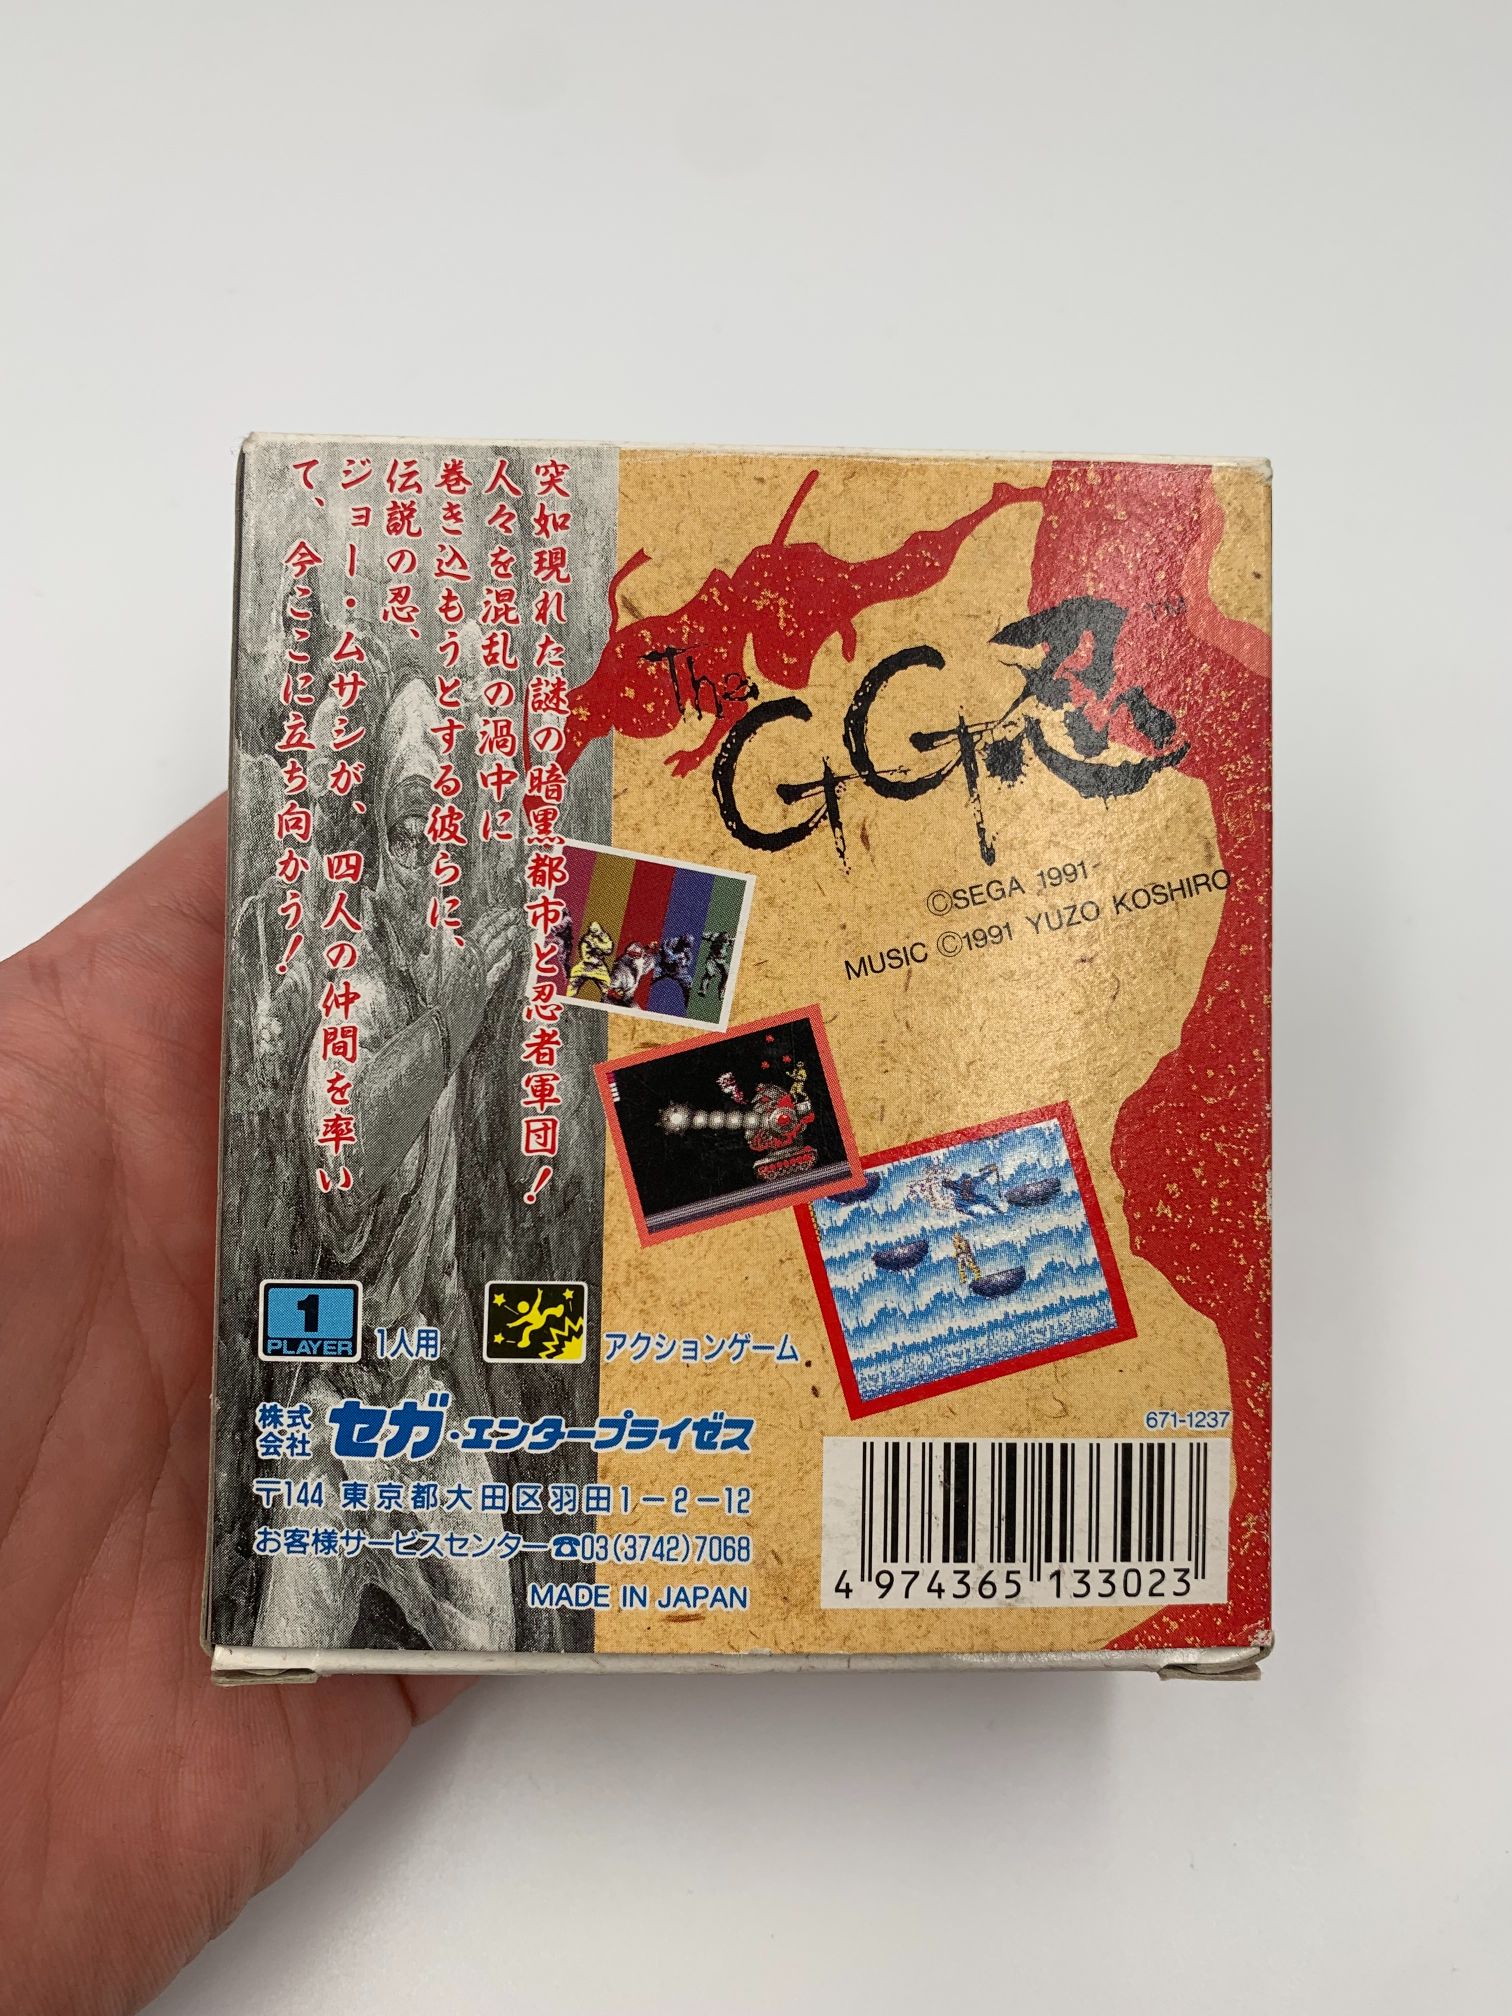 突如現れた謎の暗黒都市と忍者軍団!
人々を混乱の渦中に
巻き込もうとする彼らに、
伝説の忍、
ジョー・ムサシが、四人の仲間を率い
て、今ここに立ち向かう!
The GG忍 TM
©SEGA 1991
MUSIC ©1991 YUZO KOSHIRO
1
PLAYER
1人用
アクションゲーム
株式会社 セガ・エンタープライゼス
〒144 東京都大田区羽田1-2-12
お客様サービスセンター☎03(3742)7068
MADE IN JAPAN
671-1237
4 974365 133023